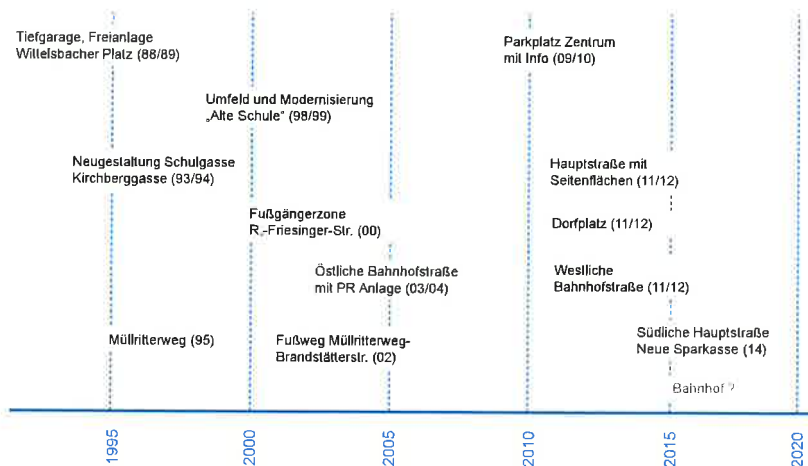 Tiefgarage, Freianlage
Wittelsbacher Platz (88/89)
Parkplatz Zentrum
mit Info (09/10)
Umfeld und Modernisierung
„Alte Schule“ (98/99)
Neugestaltung Schulgasse
Kirchberggasse (93/94)
Hauptstraße mit
Seitenflächen (11/12)
Fußgängerzone
R.-Friesinger-Str. (00)
Dorfplatz (11/12)
Östliche Bahnhofstraße
mit PR Anlage (03/04)
Westliche
Bahnhofstraße (11/12)
Müllritterweg (95)
Fußweg Müllritterweg-
Brandstätterstr. (02)
Südliche Hauptstraße
Neue Sparkasse (14)
Bahnhof ?
1995
2000
2005
2010
2015
2020